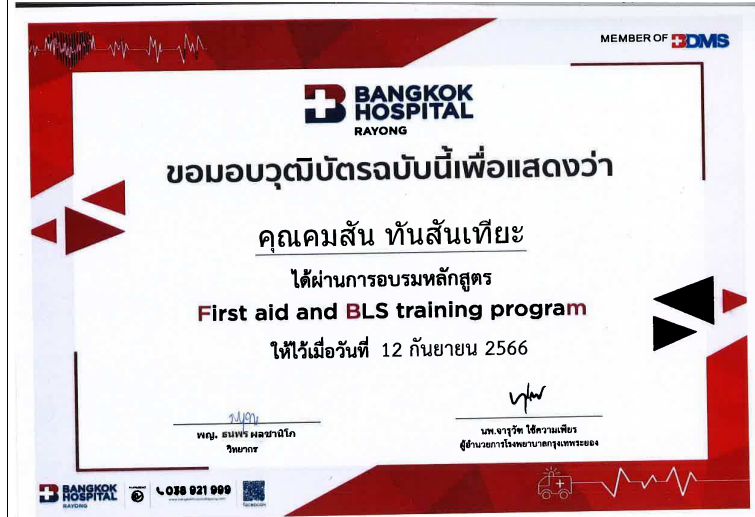 MEMBER OF BDMS
BANGKOK
HOSPITAL
RAYONG
ขอมอบวุฒิบัตรฉบับนี้เพื่อแสดงว่า
คุณคมสัน ทันสันเทียะ
ได้ผ่านการอบรมหลักสูตร
First aid and BLS training program
ให้ไว้เมื่อวันที่ 12 กันยายน 2566
พญ. ธนพร ผลชานิโก
วิทยากร
นพ.จารุวัฑ ใช้ความเพียร
ผู้อำนวยการโรงพยาบาลกรุงเทพระยอง
BANGKOK
HOSPITAL
RAYONG
038 921 999
FACEBOOK